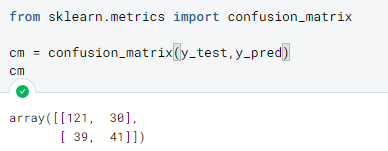 from sklearn.metrics import confusion_matrix
cm = confusion_matrix(y_test,y_pred)
cm
array([[121,  30],
       [ 39,  41]])